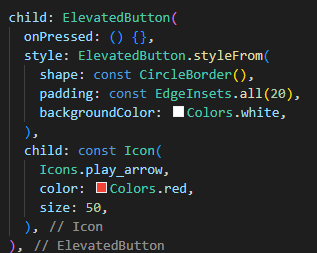 child: ElevatedButton(
  onPressed: () {},
  style: ElevatedButton.styleFrom(
    shape: const CircleBorder(),
    padding: const EdgeInsets.all(20),
    backgroundColor: Colors.white,
  ),
  child: const Icon(
    Icons.play_arrow,
    color: Colors.red,
    size: 50,
  ), // Icon
), // ElevatedButton